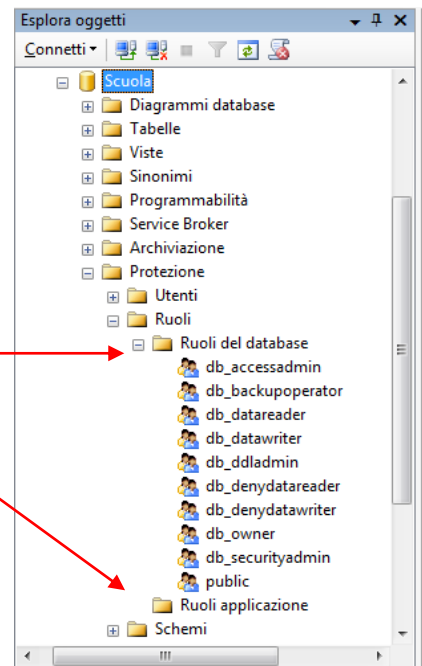 Esplora oggetti
Connetti
Scuola
Diagrammi database
Tabelle
Viste
Sinonimi
Programmabilità
Service Broker
Archiviazione
Protezione
Utenti
Ruoli
Ruoli del database
db_accessadmin
db_backupoperator
db_datareader
db_datawriter
db_ddladmin
db_denydatareader
db_denydatawriter
db_owner
db_securityadmin
public
Ruoli applicazione
Schemi